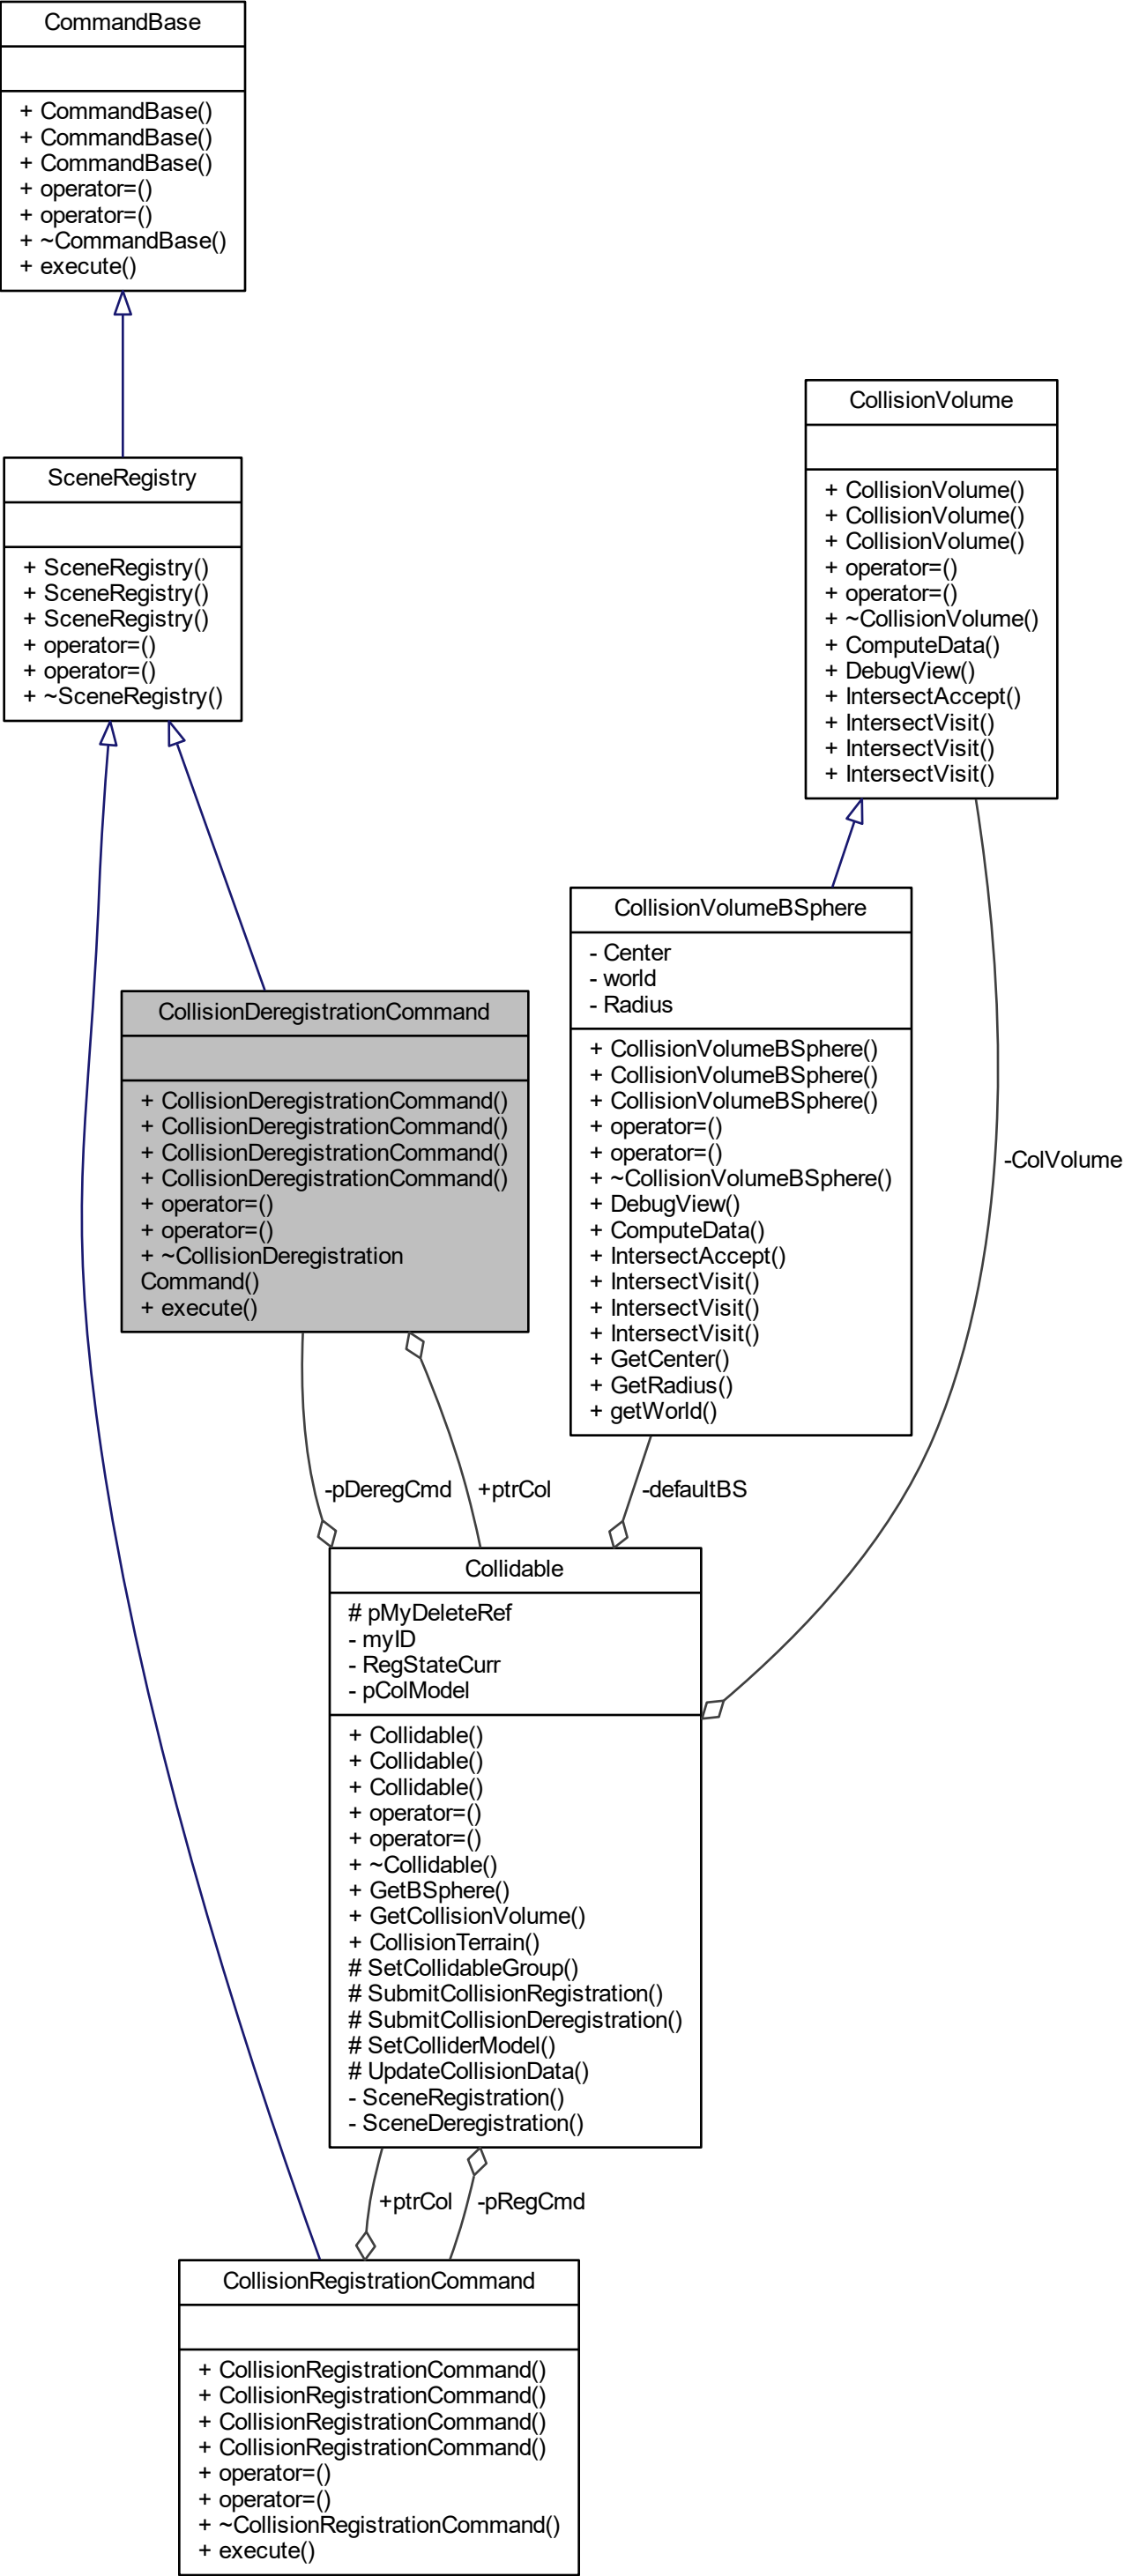 CommandBase
+ CommandBase()
+ CommandBase()
+ CommandBase()
+ operator=()
+ operator=()
+ ~CommandBase()
+ execute()
SceneRegistry
+ SceneRegistry()
+ SceneRegistry()
+ SceneRegistry()
+ operator=()
+ operator=()
+ ~SceneRegistry()
CollisionVolume
+ CollisionVolume()
+ CollisionVolume()
+ CollisionVolume()
+ operator=()
+ operator=()
+ ~CollisionVolume()
+ ComputeData()
+ DebugView()
+ IntersectAccept()
+ IntersectVisit()
+ IntersectVisit()
+ IntersectVisit()
CollisionVolumeBSphere
- Center
- world
- Radius
+ CollisionVolumeBSphere()
+ CollisionVolumeBSphere()
+ CollisionVolumeBSphere()
+ operator=()
+ operator=()
+ ~CollisionVolumeBSphere()
+ DebugView()
+ ComputeData()
+ IntersectAccept()
+ IntersectVisit()
+ IntersectVisit()
+ IntersectVisit()
+ GetCenter()
+ GetRadius()
+ getWorld()
CollisionDeregistrationCommand
+ CollisionDeregistrationCommand()
+ CollisionDeregistrationCommand()
+ CollisionDeregistrationCommand()
+ CollisionDeregistrationCommand()
+ operator=()
+ operator=()
+ ~CollisionDeregistration
Command()
+ execute()
-ColVolume
-pDeregCmd
+ptrCol
-defaultBS
Collidable
# pMyDeleteRef
- myID
- RegStateCurr
- pColModel
+ Collidable()
+ Collidable()
+ Collidable()
+ operator=()
+ operator=()
+ ~Collidable()
+ GetBSphere()
+ GetCollisionVolume()
+ CollisionTerrain()
# SetCollidableGroup()
# SubmitCollisionRegistration()
# SubmitCollisionDeregistration()
# SetColliderModel()
# UpdateCollisionData()
- SceneRegistration()
- SceneDeregistration()
+ptrCol
-pRegCmd
CollisionRegistrationCommand
+ CollisionRegistrationCommand()
+ CollisionRegistrationCommand()
+ CollisionRegistrationCommand()
+ CollisionRegistrationCommand()
+ operator=()
+ operator=()
+ ~CollisionRegistrationCommand()
+ execute()